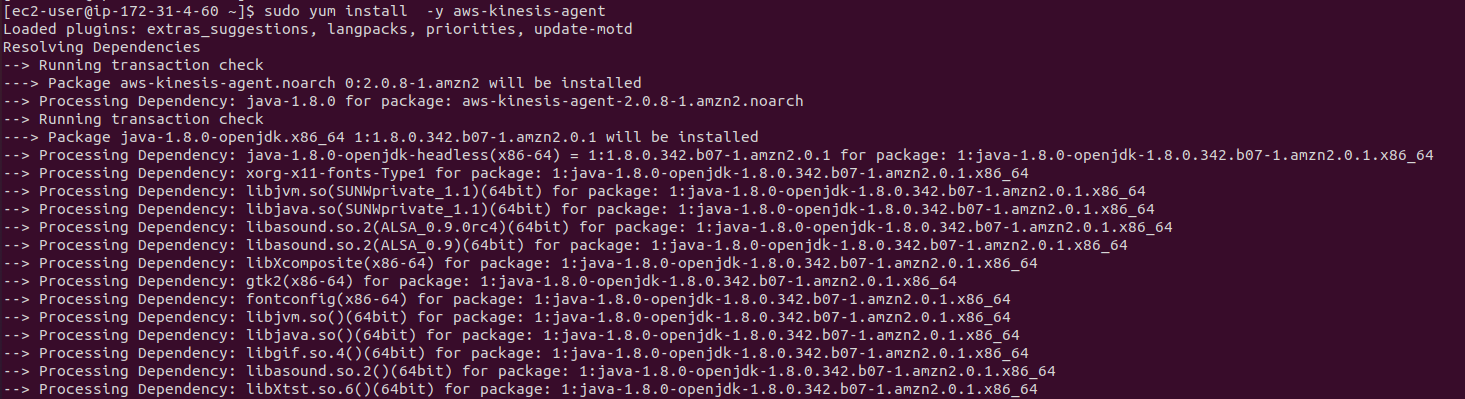 [ec2-user@ip-172-31-4-60 ~]$ sudo yum install  -y aws-kinesis-agent
Loaded plugins: extras_suggestions, langpacks, priorities, update-motd
Resolving Dependencies
--> Running transaction check
---> Package aws-kinesis-agent.noarch 0:2.0.8-1.amzn2 will be installed
--> Processing Dependency: java-1.8.0 for package: aws-kinesis-agent-2.0.8-1.amzn2.noarch
--> Running transaction check
---> Package java-1.8.0-openjdk.x86_64 1:1.8.0.342.b07-1.amzn2.0.1 will be installed
--> Processing Dependency: java-1.8.0-openjdk-headless(x86-64) = 1:1.8.0.342.b07-1.amzn2.0.1 for package: 1:java-1.8.0-openjdk-1.8.0.342.b07-1.amzn2.0.1.x86_64
--> Processing Dependency: xorg-x11-fonts-Type1 for package: 1:java-1.8.0-openjdk-1.8.0.342.b07-1.amzn2.0.1.x86_64
--> Processing Dependency: libjvm.so(SUNWprivate_1.1)(64bit) for package: 1:java-1.8.0-openjdk-1.8.0.342.b07-1.amzn2.0.1.x86_64
--> Processing Dependency: libjava.so(SUNWprivate_1.1)(64bit) for package: 1:java-1.8.0-openjdk-1.8.0.342.b07-1.amzn2.0.1.x86_64
--> Processing Dependency: libasound.so.2(ALSA_0.9.0rc4)(64bit) for package: 1:java-1.8.0-openjdk-1.8.0.342.b07-1.amzn2.0.1.x86_64
--> Processing Dependency: libasound.so.2(ALSA_0.9)(64bit) for package: 1:java-1.8.0-openjdk-1.8.0.342.b07-1.amzn2.0.1.x86_64
--> Processing Dependency: libXcomposite(x86-64) for package: 1:java-1.8.0-openjdk-1.8.0.342.b07-1.amzn2.0.1.x86_64
--> Processing Dependency: gtk2(x86-64) for package: 1:java-1.8.0-openjdk-1.8.0.342.b07-1.amzn2.0.1.x86_64
--> Processing Dependency: fontconfig(x86-64) for package: 1:java-1.8.0-openjdk-1.8.0.342.b07-1.amzn2.0.1.x86_64
--> Processing Dependency: libjvm.so()(64bit) for package: 1:java-1.8.0-openjdk-1.8.0.342.b07-1.amzn2.0.1.x86_64
--> Processing Dependency: libjava.so()(64bit) for package: 1:java-1.8.0-openjdk-1.8.0.342.b07-1.amzn2.0.1.x86_64
--> Processing Dependency: libgif.so.4()(64bit) for package: 1:java-1.8.0-openjdk-1.8.0.342.b07-1.amzn2.0.1.x86_64
--> Processing Dependency: libasound.so.2()(64bit) for package: 1:java-1.8.0-openjdk-1.8.0.342.b07-1.amzn2.0.1.x86_64
--> Processing Dependency: libXtst.so.6()(64bit) for package: 1:java-1.8.0-openjdk-1.8.0.342.b07-1.amzn2.0.1.x86_64